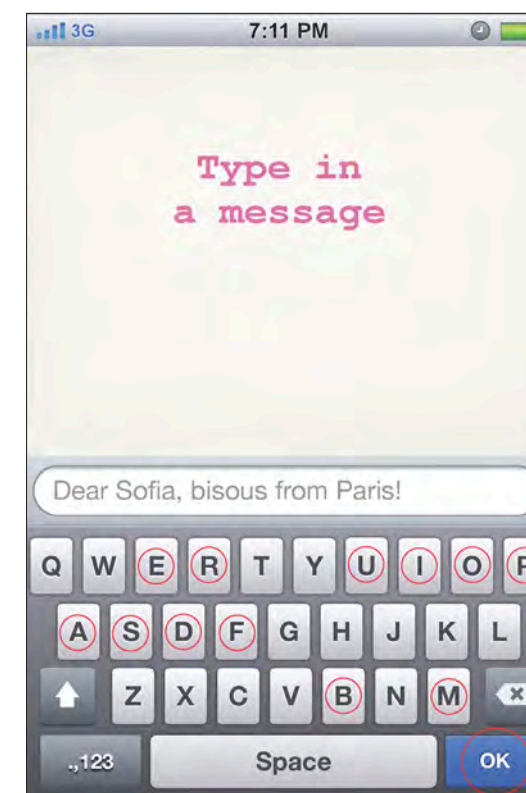 3G 7:11 PM
Type in
a message
Dear Sofia, bisous from Paris!
Q W E R T Y U I O P
A S D F G H J K L
Z X C V B N M
.,123 Space OK